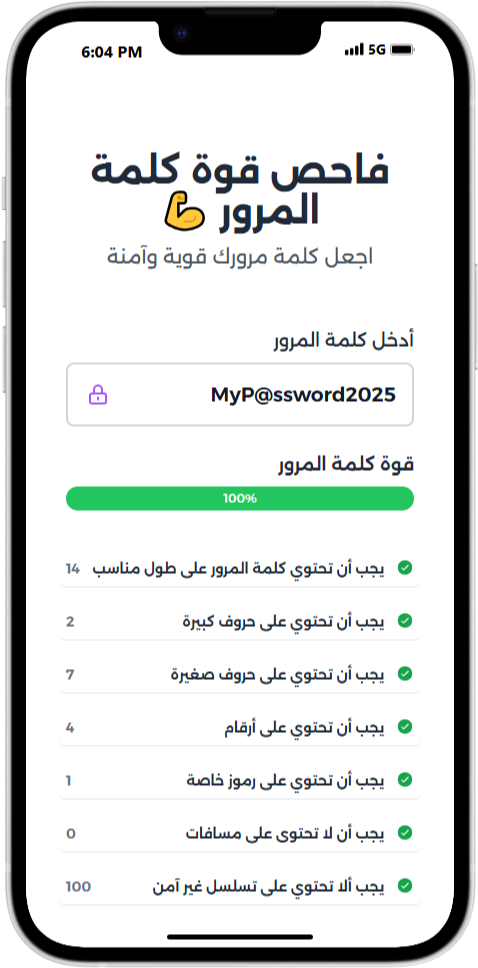 6:04 PM 5G
فاحص قوة كلمة
المرور 💪
اجعل كلمة مرورك قوية وآمنة
أدخل كلمة المرور
MyP@ssword2025
قوة كلمة المرور
100%
يجب أن تحتوي كلمة المرور على طول مناسب 14
يجب أن تحتوي على حروف كبيرة 2
يجب أن تحتوي على حروف صغيرة 7
يجب أن تحتوي على أرقام 4
يجب أن تحتوي على رموز خاصة 1
يجب أن لا تحتوى على مسافات 0
يجب ألا تحتوي على تسلسل غير آمن 100